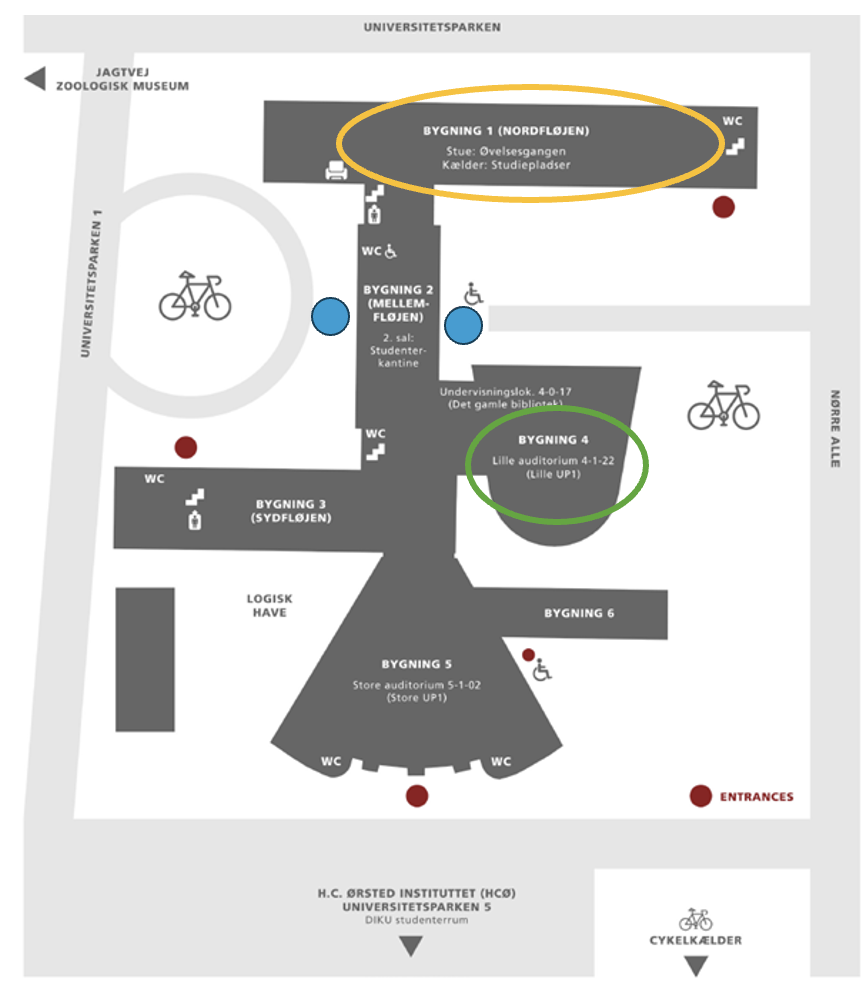 UNIVERSITETSPARKEN
JAGTVEJ
ZOOLOGISK MUSEUM
UNIVERSITETSPARKEN 1
BYGNING 1 (NORDFLØJEN)
Stue: Øvelsesgangen
Kælder: Studiepladser
WC
WC
BYGNING 2
(MELLEM-
FLØJEN)
2. sal:
Studenter-
kantine
Undervisningslok. 4-0-17
(Det gamle bibliotek)
BYGNING 4
Lille auditorium 4-1-22
(Lille UP1)
NØRRE ALLE
WC
WC
BYGNING 3
(SYDFLØJEN)
LOGISK
HAVE
BYGNING 6
BYGNING 5
Store auditorium 5-1-02
(Store UP1)
WC
WC
ENTRANCES
H.C. ØRSTED INSTITUTTET (HCØ)
UNIVERSITETSPARKEN 5
DIKU studenterrum
CYKELKÆLDER